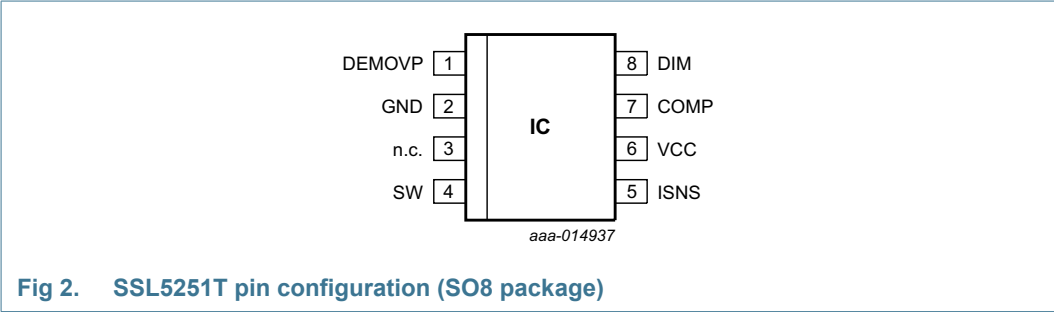 DEMOVP 1 8 DIM
GND 2 7 COMP
IC
n.c. 3 6 VCC
SW 4 5 ISNS
aaa-014937
Fig 2. SSL5251T pin configuration (SO8 package)